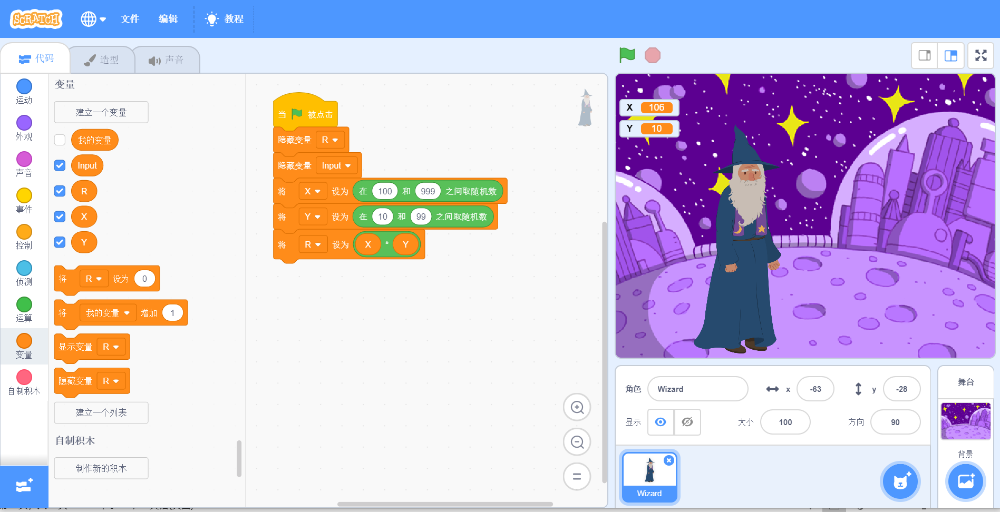 SCRATCH
文件
编辑
教程
代码
造型
声音
运动
外观
声音
事件
控制
侦测
运算
变量
自制积木
变量
建立一个变量
我的变量
Input
R
X
Y
将 R 设为 0
将 我的变量 增加 1
显示变量 R
隐藏变量 R
建立一个列表
自制积木
制作新的积木
当 被点击
隐藏变量 R
隐藏变量 Input
将 X 设为 在 100 和 999 之间取随机数
将 Y 设为 在 10 和 99 之间取随机数
将 R 设为 X * Y
X 106
Y 10
角色 Wizard x -63 y -28
显示 大小 100 方向 90
Wizard
舞台
背景